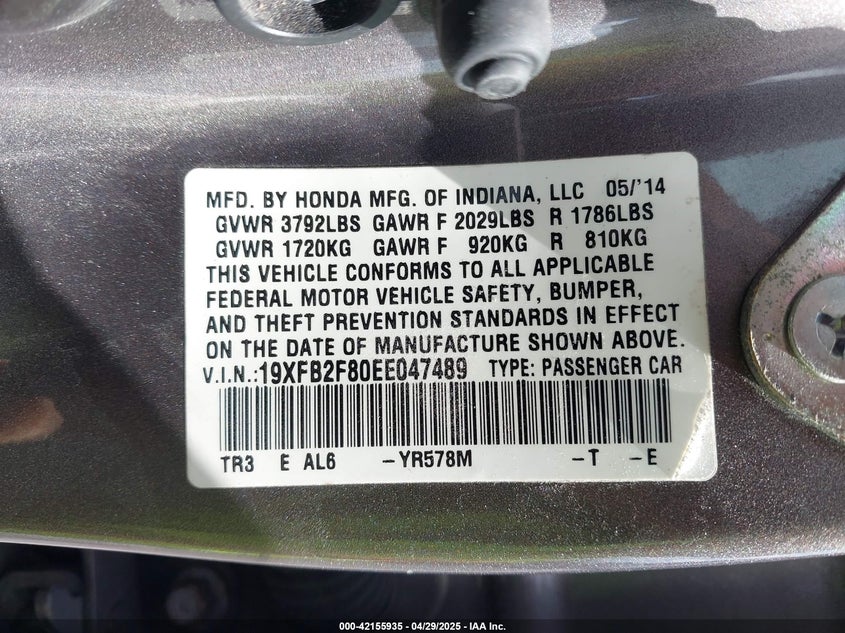 MFD. BY HONDA MFG. OF INDIANA, LLC 05/'14
GVWR 3792LBS GAWR F 2029LBS R 1786LBS
GVWR 1720KG GAWR F 920KG R 810KG
THIS VEHICLE CONFORMS TO ALL APPLICABLE
FEDERAL MOTOR VEHICLE SAFETY, BUMPER,
AND THEFT PREVENTION STANDARDS IN EFFECT
ON THE DATE OF MANUFACTURE SHOWN ABOVE.
V.I.N.:19XFB2F80EE047489 TYPE: PASSENGER CAR
TR3 E AL6 -YR578M -T -E
000-42155935 04/29/2025 - IAA Inc.